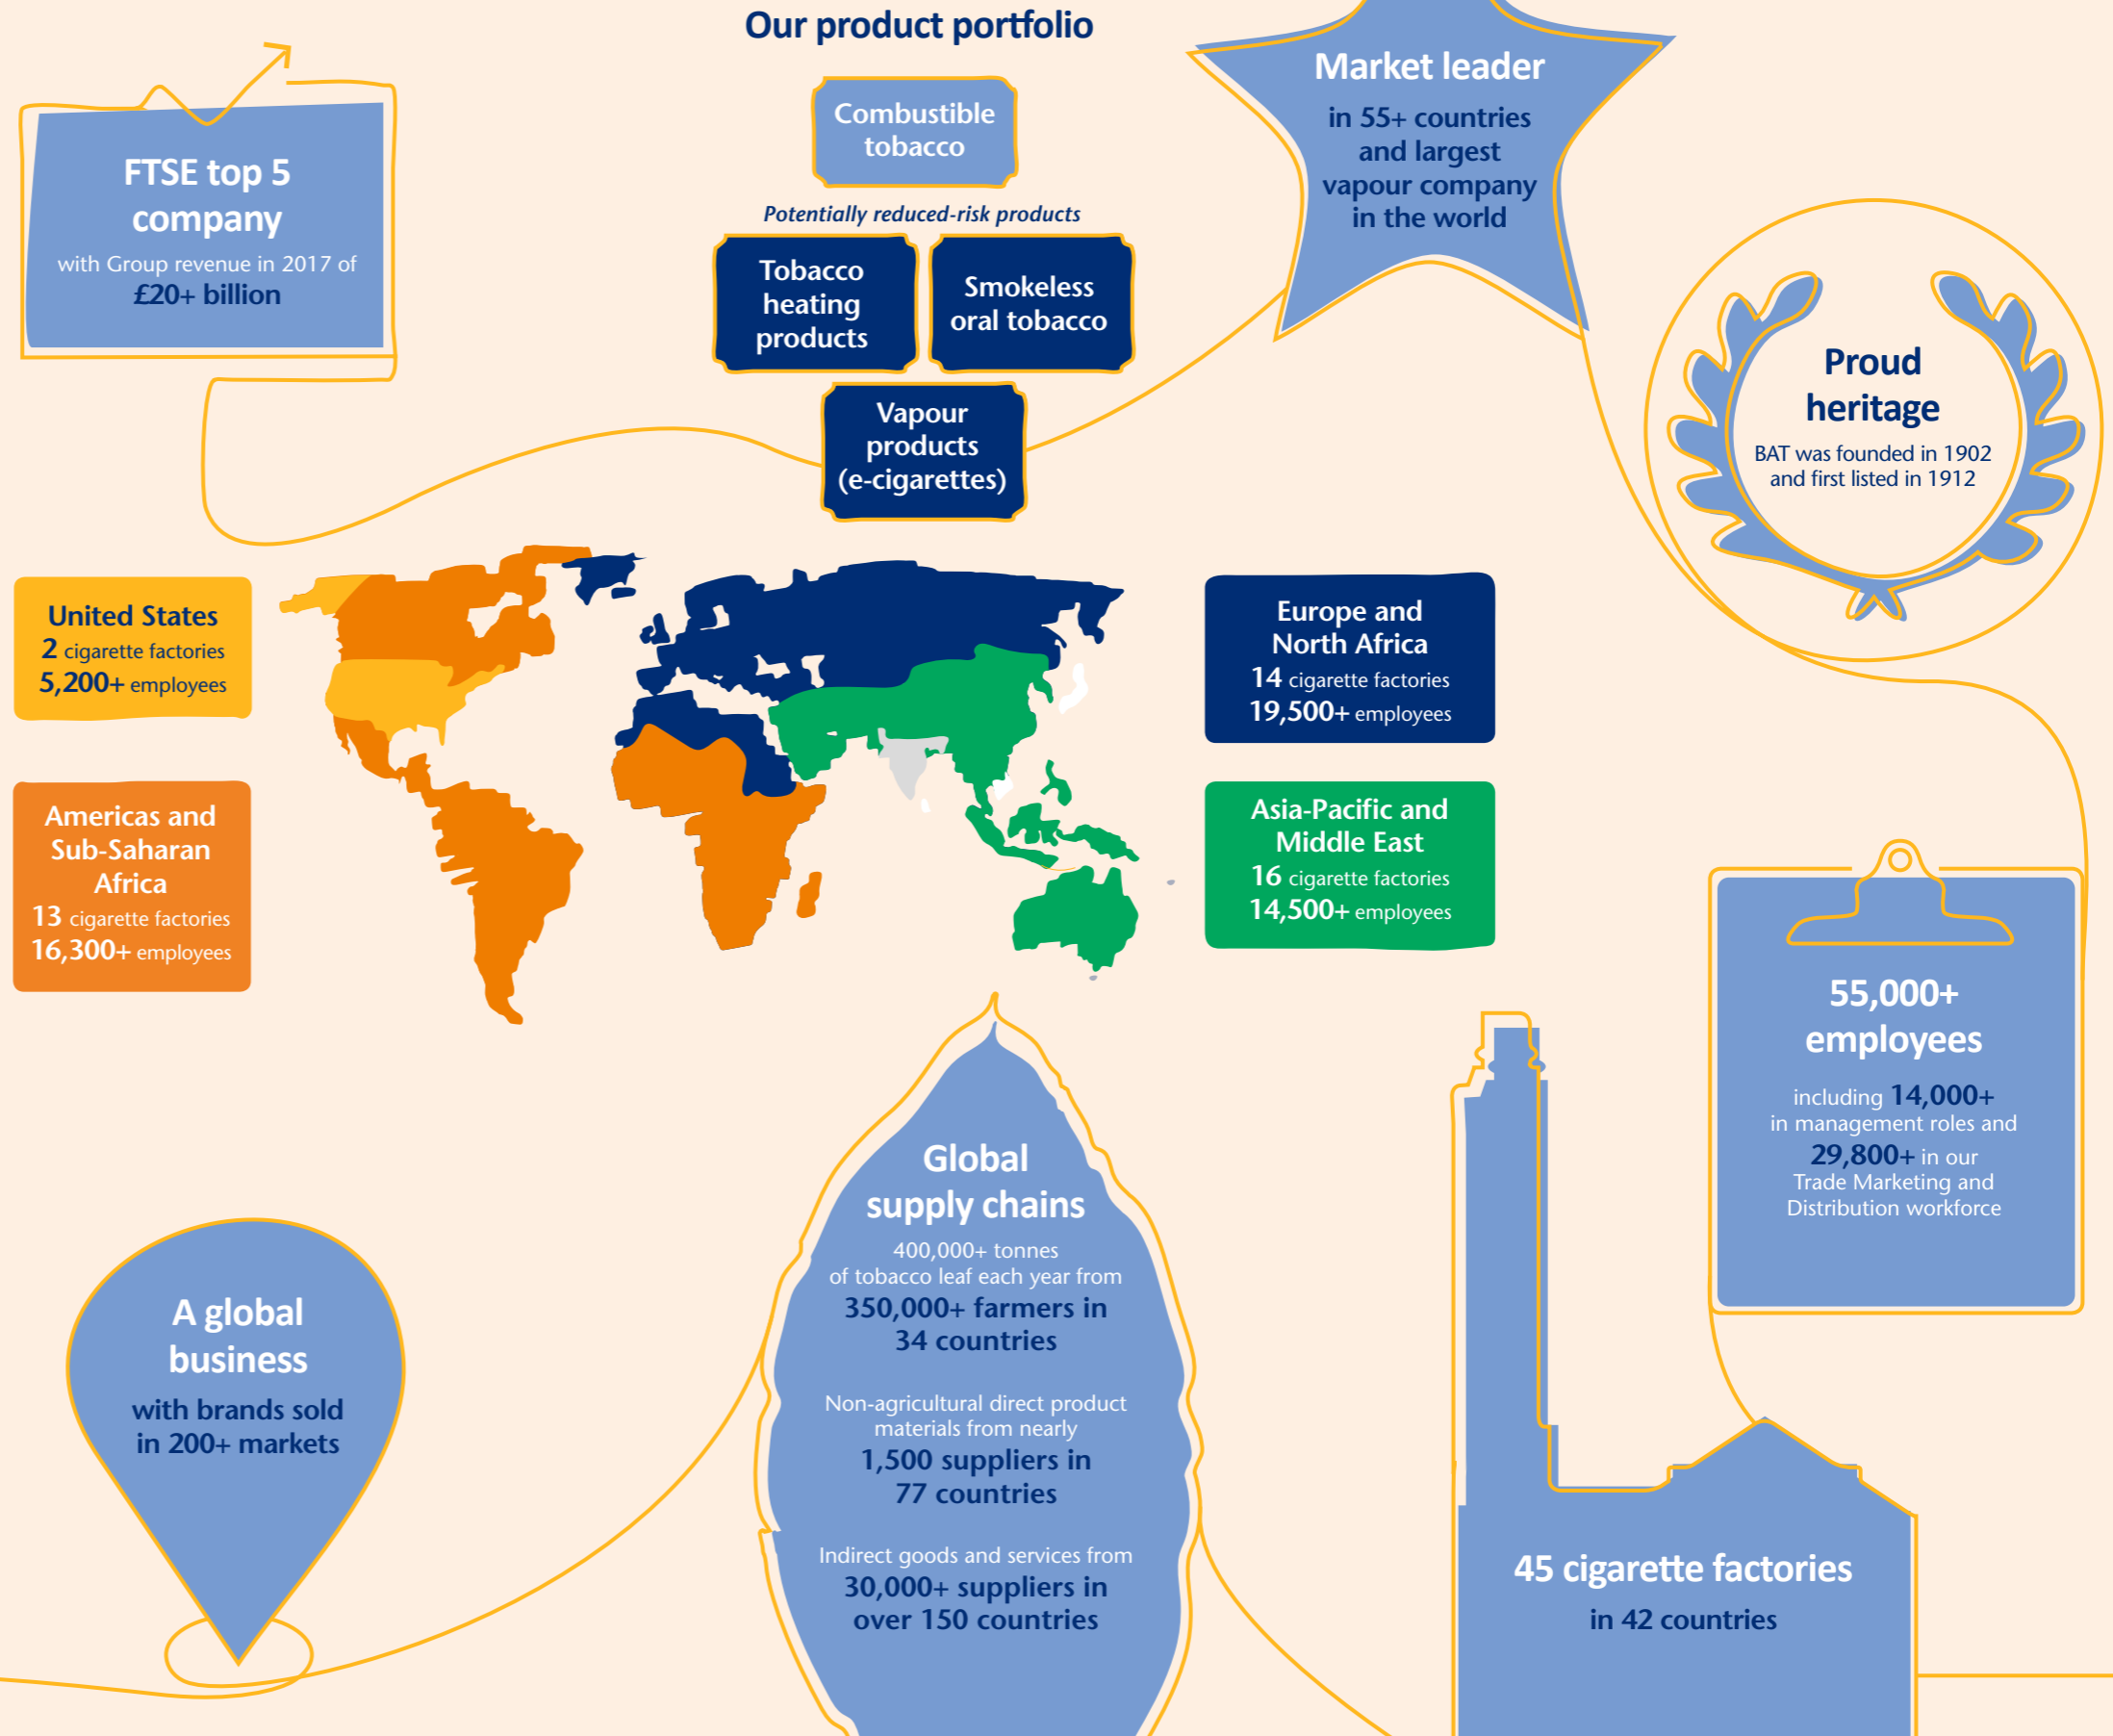 Our product portfolio
Combustible
tobacco
Potentially reduced-risk products
Tobacco
heating
products
Smokeless
oral tobacco
Vapour
products
(e-cigarettes)
FTSE top 5
company
with Group revenue in 2017 of
£20+ billion
Market leader
in 55+ countries
and largest
vapour company
in the world
Proud
heritage
BAT was founded in 1902
and first listed in 1912
United States
2 cigarette factories
5,200+ employees
Americas and
Sub-Saharan
Africa
13 cigarette factories
16,300+ employees
Europe and
North Africa
14 cigarette factories
19,500+ employees
Asia-Pacific and
Middle East
16 cigarette factories
14,500+ employees
55,000+
employees
including 14,000+
in management roles and
29,800+ in our
Trade Marketing and
Distribution workforce
A global
business
with brands sold
in 200+ markets
Global
supply chains
400,000+ tonnes
of tobacco leaf each year from
350,000+ farmers in
34 countries
Non-agricultural direct product
materials from nearly
1,500 suppliers in
77 countries
Indirect goods and services from
30,000+ suppliers in
over 150 countries
45 cigarette factories
in 42 countries